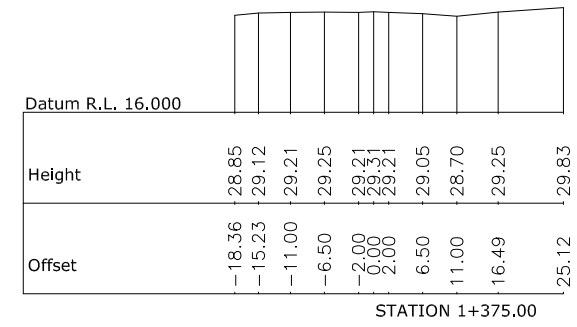 Datum R.L. 16.000
Height 28.85 29.12 29.21 29.25 29.21 29.31 29.21 29.05 28.70 29.25 29.83
Offset −18.36 −15.23 −11.00 −6.50 −2.00 0.00 2.00 6.50 11.00 16.49 25.12
STATION 1+375.00